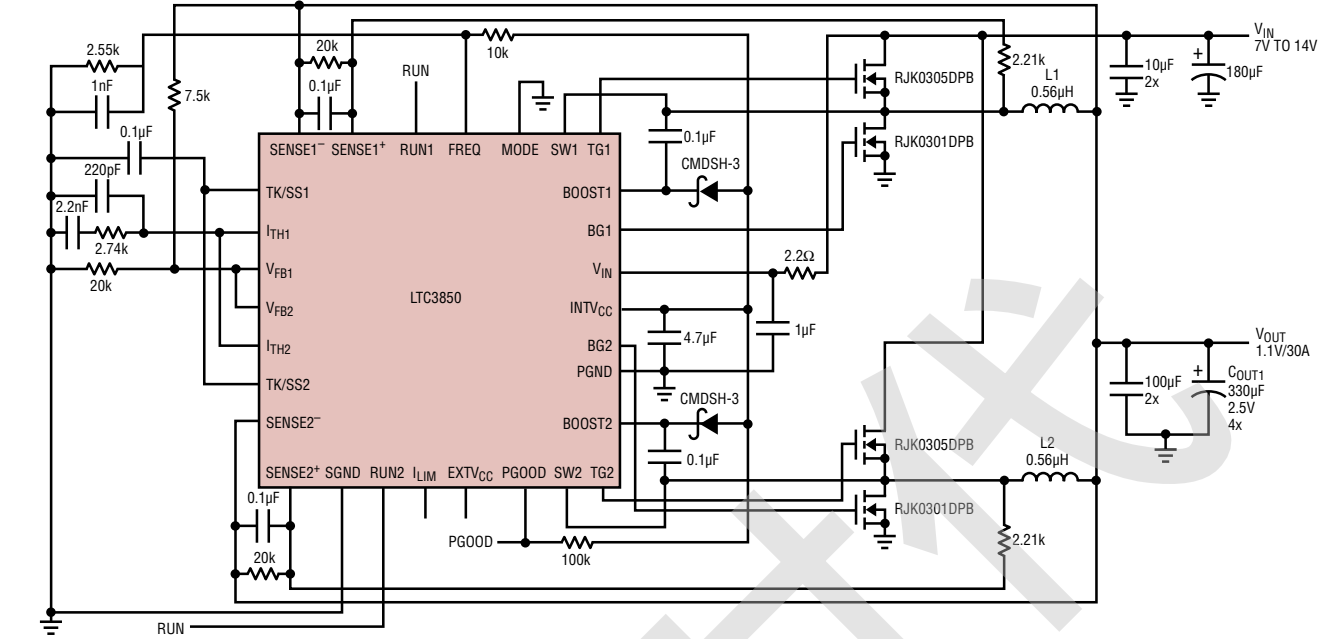 2.55k
1nF
7.5k
0.1µF
220pF
2.2nF
2.74k
20k
20k
0.1µF
RUN
10k
SENSE1–
SENSE1+
RUN1
FREQ
MODE
SW1
TG1
TK/SS1
ITH1
VFB1
VFB2
ITH2
TK/SS2
SENSE2–
LTC3850
BOOST1
BG1
VIN
INTVCC
BG2
PGND
BOOST2
SENSE2+
SGND
RUN2
ILIM
EXTVCC
PGOOD
SW2
TG2
0.1µF
20k
RUN
PGOOD
100k
0.1µF
CMDSH-3
2.2Ω
1µF
4.7µF
CMDSH-3
0.1µF
RJK0305DPB
RJK0301DPB
2.21k
L1
0.56µH
10µF
2x
+
180µF
VIN
7V TO 14V
VOUT
1.1V/30A
100µF
2x
+
COUT1
330µF
2.5V
4x
RJK0305DPB
RJK0301DPB
L2
0.56µH
2.21k
代